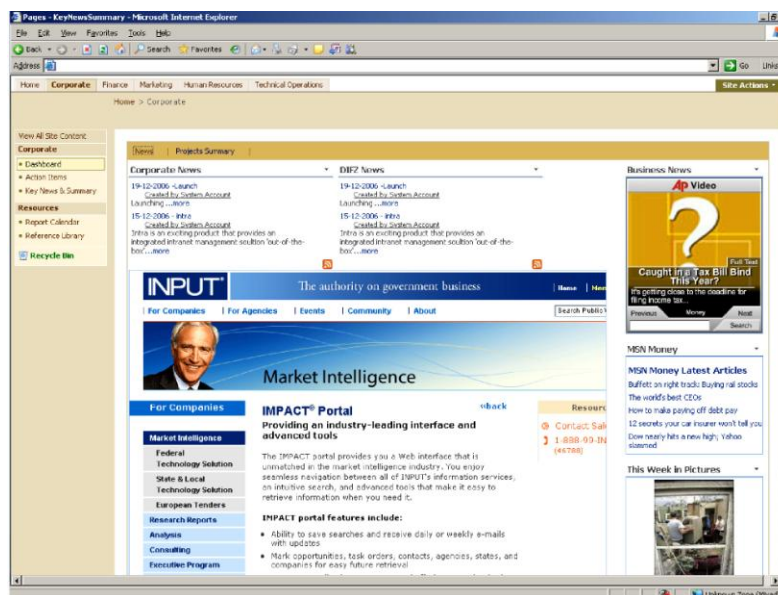 Pages - KeyNewsSummary - Microsoft Internet Explorer
File Edit View Favorites Tools Help
Back Search Favorites
Address Go Links
Home Corporate Finance Marketing Human Resources Technical Operations Site Actions
Home > Corporate
View All Site Content
Corporate
Dashboard
Action Items
Key News & Summary
Resources
Report Calendar
Reference Library
Recycle Bin
News | Projects Summary |
Corporate News
19-12-2006 -Launch
Created by System Account
Launching ...more
15-12-2006 - intra
Created by System Account
Intra is an exciting product that provides an
integrated intranet management soultion 'out-of-the-
box'...more
DIFZ News
19-12-2006 -Launch
Created by System Account
Launching ...more
15-12-2006 - intra
Created by System Account
Intra is an exciting product that provides an
integrated intranet management soultion 'out-of-the-
box'...more
INPUT The authority on government business | Home |
| For Companies | For Agencies | Events | Community | About Search Public
Market Intelligence
For Companies
Market Intelligence
Federal
Technology Solution
State & Local
Technology Solution
European Tenders
Research Reports
Analysis
Consulting
Executive Program
IMPACT® Portal «back
Providing an industry-leading interface and
advanced tools
The IMPACT portal provides you a Web interface that is
unmatched in the market intelligence industry. You enjoy
seamless navigation between all of INPUT's information services,
an intuitive search, and advanced tools that make it easy to
retrieve information when you need it.
IMPACT portal features include:
• Ability to save searches and receive daily or weekly e-mails
with updates
• Mark opportunities, task orders, contacts, agencies, states, and
companies for easy future retrieval
Resourc
Contact Sal
1-888-99-IN
(46788)
Business News
AP Video
Full Text
Caught in a Tax Bill Bind
This Year?
It's getting close to the deadline for
filing income tax...
Previous Money Next
Search
MSN Money
MSN Money Latest Articles
Buffett on right track: Buying rail stocks
The world's best CEOs
How to make paying off debt pay
12 secrets your car insurer won't tell you
Dow nearly hits a new high; Yahoo
slammed
This Week in Pictures
Unknown Zone